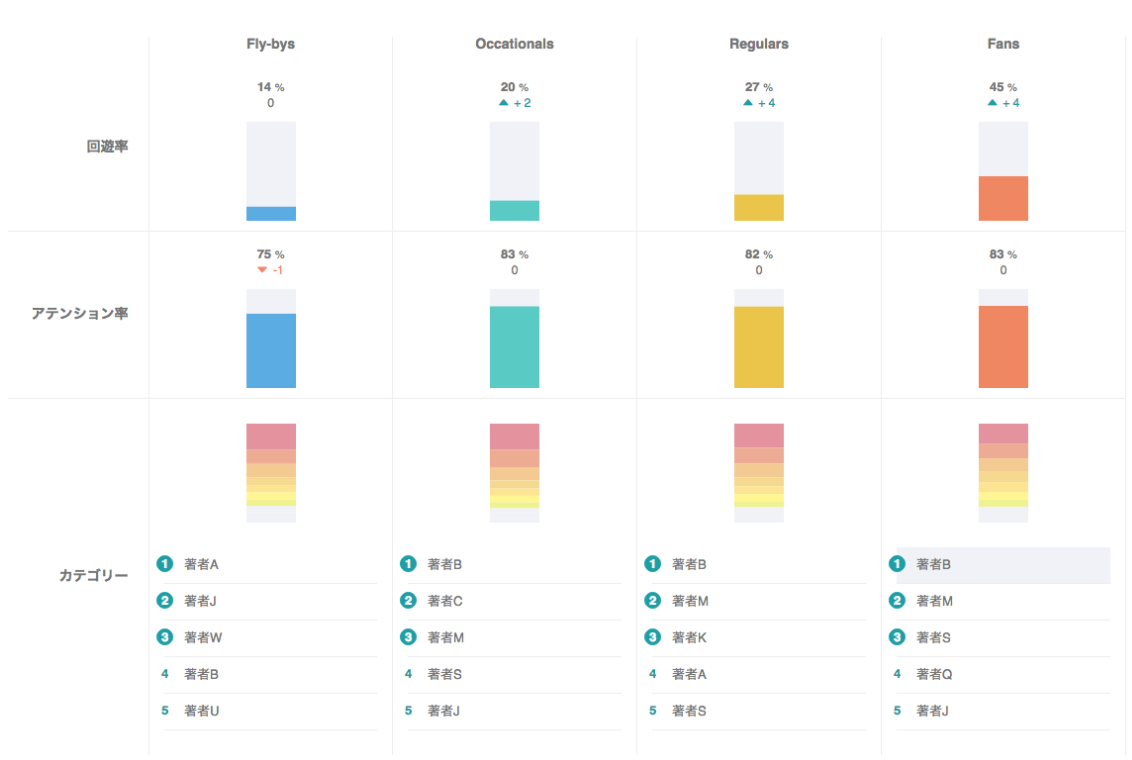 Fly-bys Occationals Regulars Fans
回遊率
14 % 20 % 27 % 45 %
0 ▲ +2 ▲ +4 ▲ +4
アテンション率
75 % 83 % 82 % 83 %
▼ -1 0 0 0
カテゴリー
1 著者A 1 著者B 1 著者B 1 著者B
2 著者J 2 著者C 2 著者M 2 著者M
3 著者W 3 著者M 3 著者K 3 著者S
4 著者B 4 著者S 4 著者A 4 著者Q
5 著者U 5 著者J 5 著者S 5 著者J